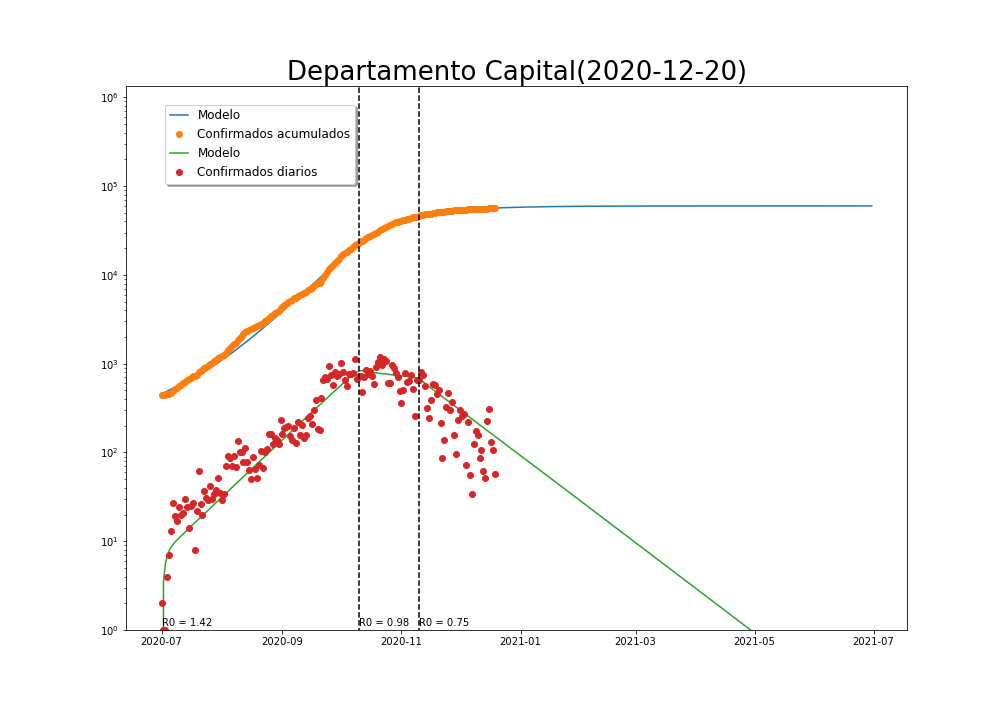 Departamento Capital(2020-12-20)
Modelo
Confirmados acumulados
Modelo
Confirmados diarios
10⁶
10⁵
10⁴
10³
10²
10¹
10⁰
R0 = 1.42
R0 = 0.98
R0 = 0.75
2020-07
2020-09
2020-11
2021-01
2021-03
2021-05
2021-07